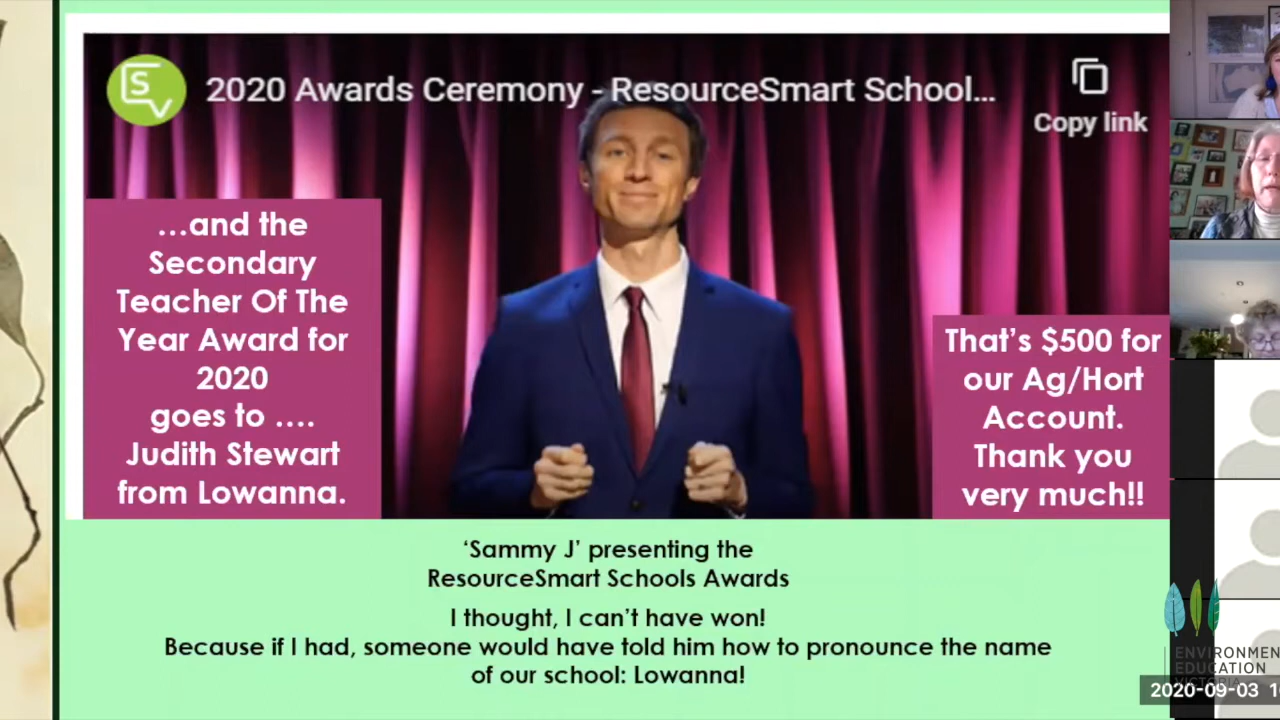 SV
2020 Awards Ceremony - ResourceSmart School...
Copy link
...and the
Secondary
Teacher Of The
Year Award for
2020
goes to ....
Judith Stewart
from Lowanna.
That's $500 for
our Ag/Hort
Account.
Thank you
very much!!
‘Sammy J’ presenting the
ResourceSmart Schools Awards
I thought, I can't have won!
Because if I had, someone would have told him how to pronounce the name
of our school: Lowanna!
EDUCATION
2020-09-03